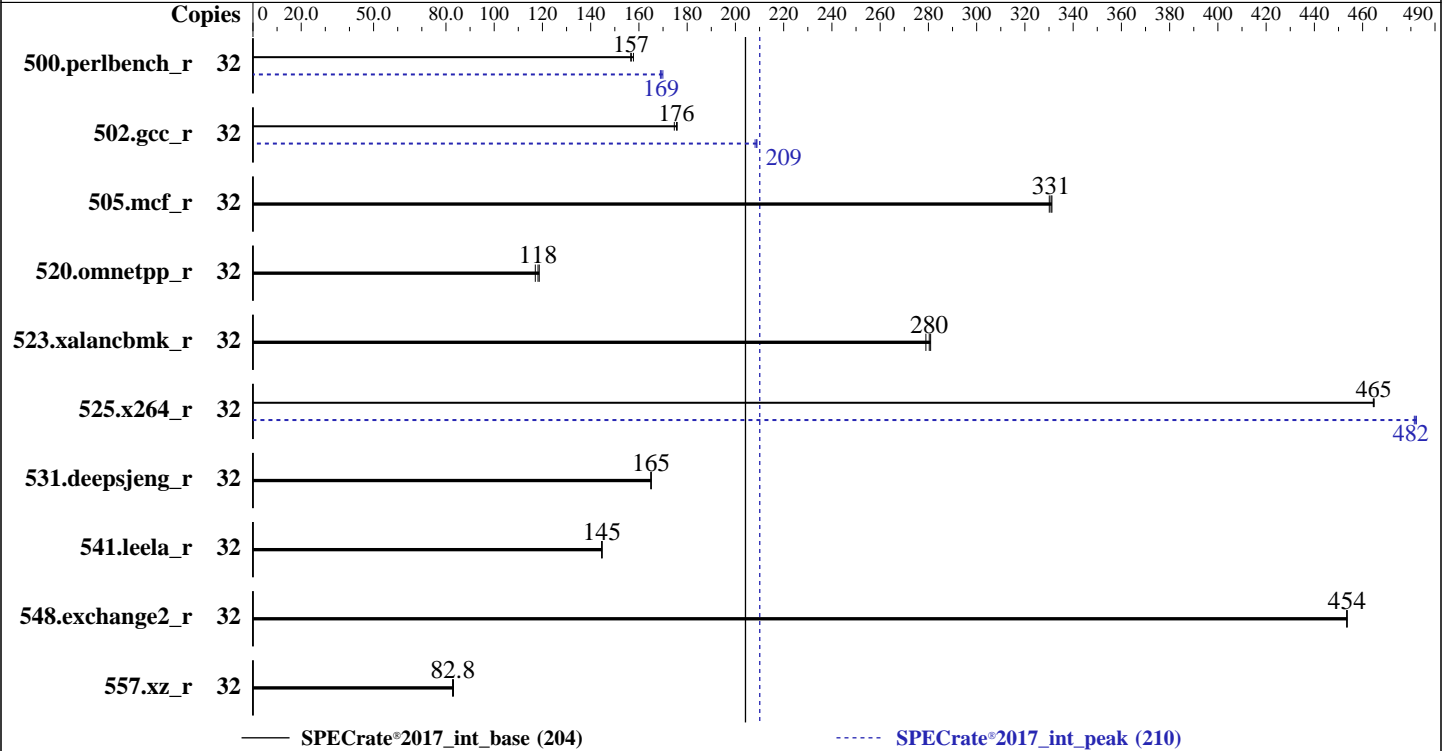 Copies 0 20.0 50.0 80.0 100 120 140 160 180 200 220 240 260 280 300 320 340 360 380 400 420 440 460 490
157
500.perlbench_r 32
169
176
502.gcc_r 32
209
331
505.mcf_r 32
118
520.omnetpp_r 32
280
523.xalancbmk_r 32
465
525.x264_r 32
482
165
531.deepsjeng_r 32
145
541.leela_r 32
454
548.exchange2_r 32
82.8
557.xz_r 32
SPECrate®2017_int_base (204) SPECrate®2017_int_peak (210)